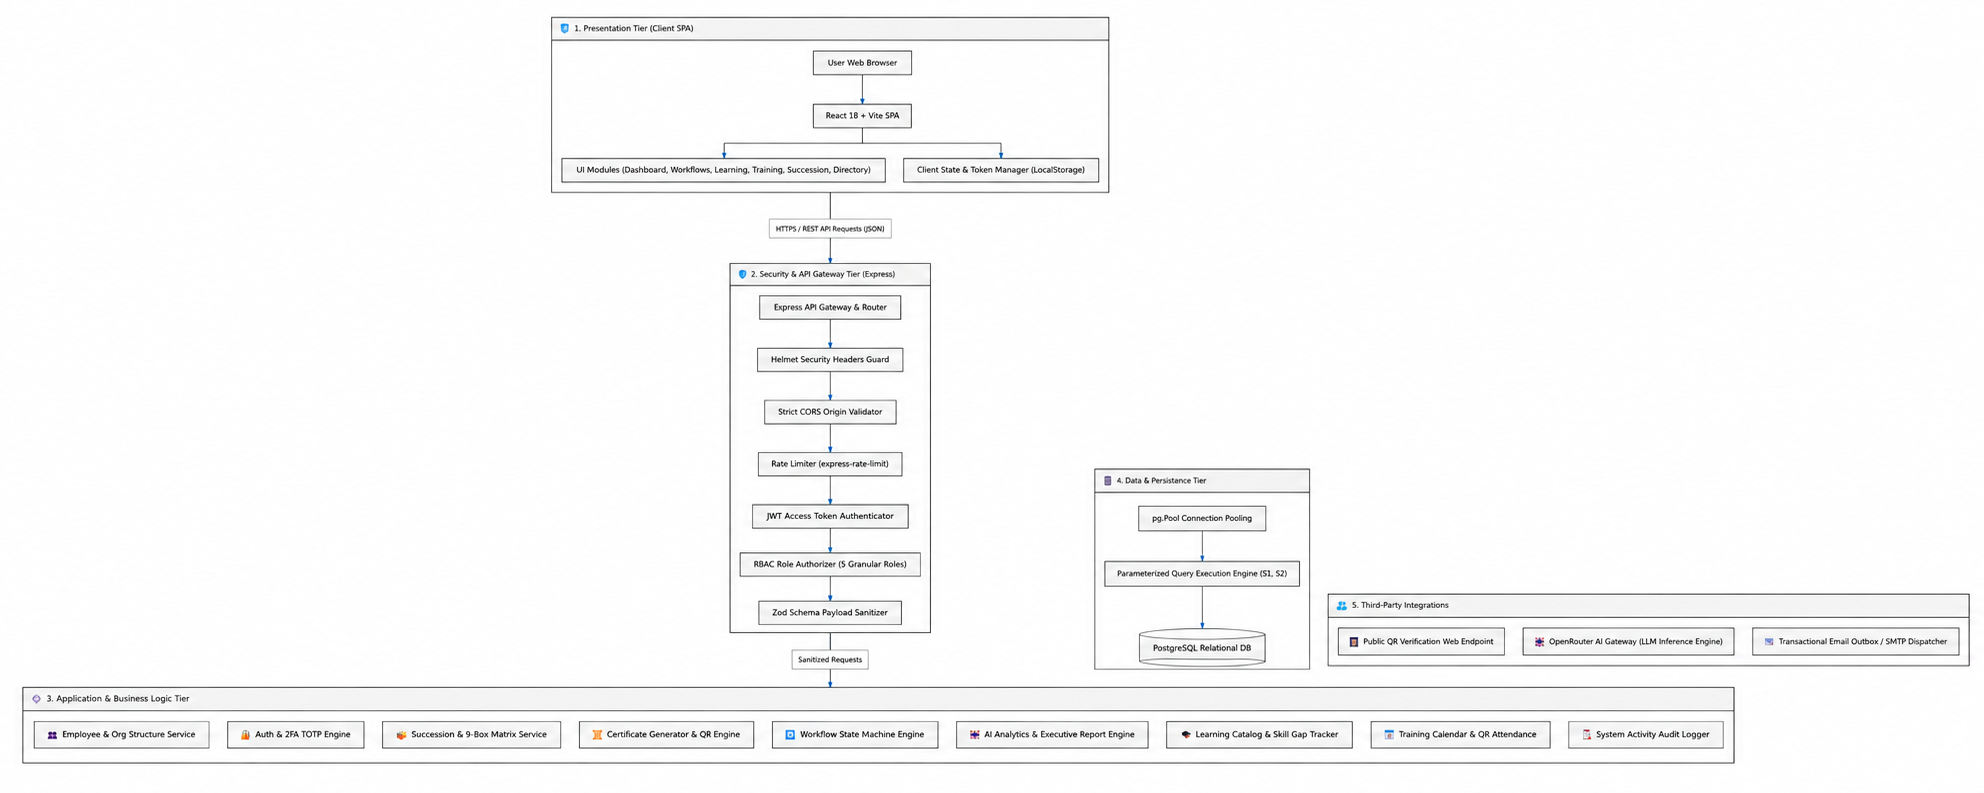 1. Presentation Tier (Client SPA)
User Web Browser
React 18 + Vite SPA
UI Modules (Dashboard, Workflows, Learning, Training, Succession, Directory)
Client State & Token Manager (LocalStorage)
HTTPS / REST API Requests (JSON)
2. Security & API Gateway Tier (Express)
Express API Gateway & Router
Helmet Security Headers Guard
Strict CORS Origin Validator
Rate Limiter (express-rate-limit)
JWT Access Token Authenticator
RBAC Role Authorizer (5 Granular Roles)
Zod Schema Payload Sanitizer
Sanitized Requests
4. Data & Persistence Tier
pg.Pool Connection Pooling
Parameterized Query Execution Engine (S1, S2)
PostgreSQL Relational DB
5. Third-Party Integrations
Public QR Verification Web Endpoint
OpenRouter AI Gateway (LLM Inference Engine)
Transactional Email Outbox / SMTP Dispatcher
3. Application & Business Logic Tier
Employee & Org Structure Service
Auth & 2FA TOTP Engine
Succession & 9-Box Matrix Service
Certificate Generator & QR Engine
Workflow State Machine Engine
AI Analytics & Executive Report Engine
Learning Catalog & Skill Gap Tracker
Training Calendar & QR Attendance
System Activity Audit Logger